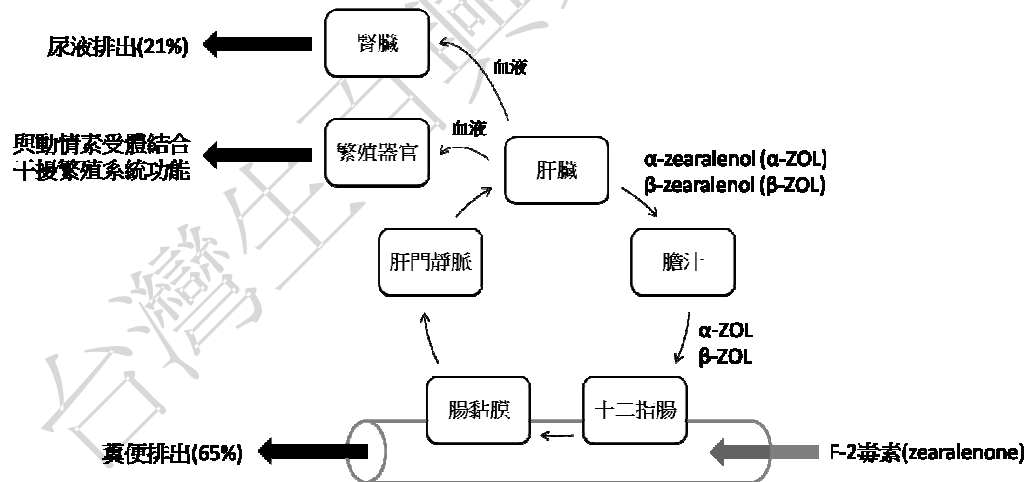 尿液排出(21%)
腎臟
血液
與動情素受體結合
干擾繁殖系統功能
繁殖器官
血液
肝臟
α-zearalenol (α-ZOL)
β-zearalenol (β-ZOL)
肝門靜脈
膽汁
α-ZOL
β-ZOL
腸黏膜
十二指腸
糞便排出(65%)
F-2毒素(zearalenone)